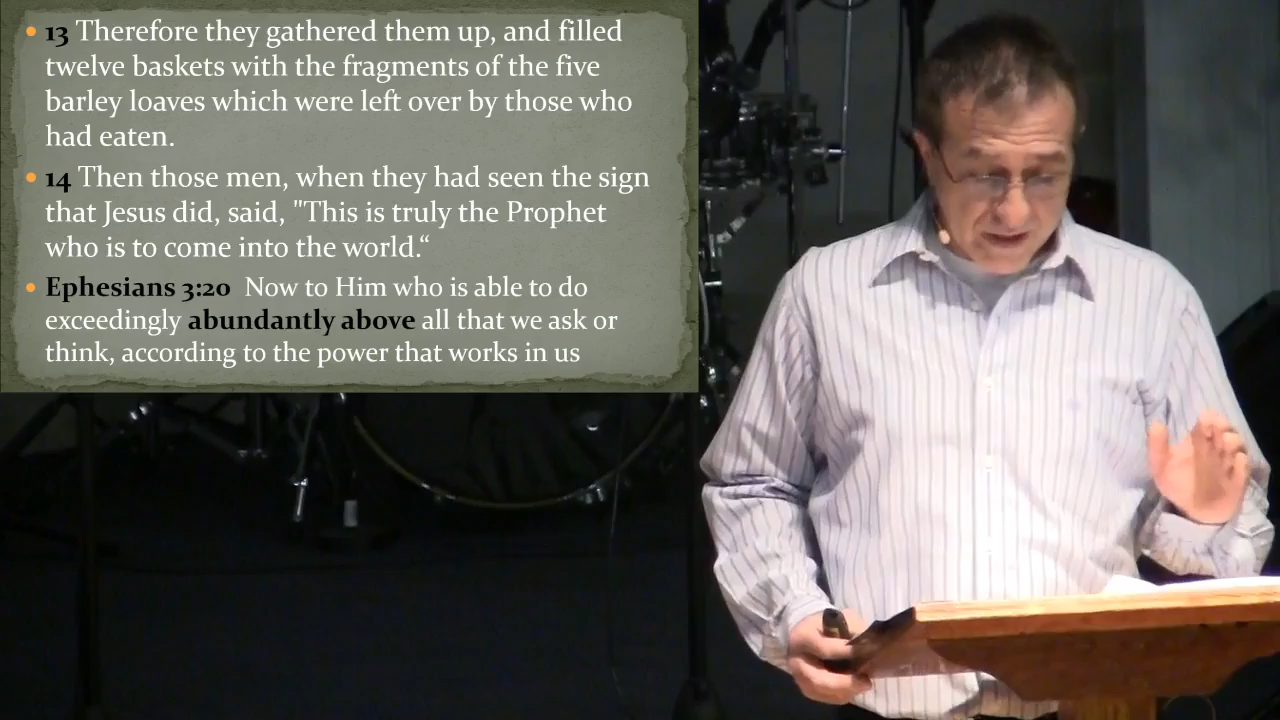 • 13 Therefore they gathered them up, and filled
twelve baskets with the fragments of the five
barley loaves which were left over by those who
had eaten.
• 14 Then those men, when they had seen the sign
that Jesus did, said, "This is truly the Prophet
who is to come into the world.“
• Ephesians 3:20  Now to Him who is able to do
exceedingly abundantly above all that we ask or
think, according to the power that works in us